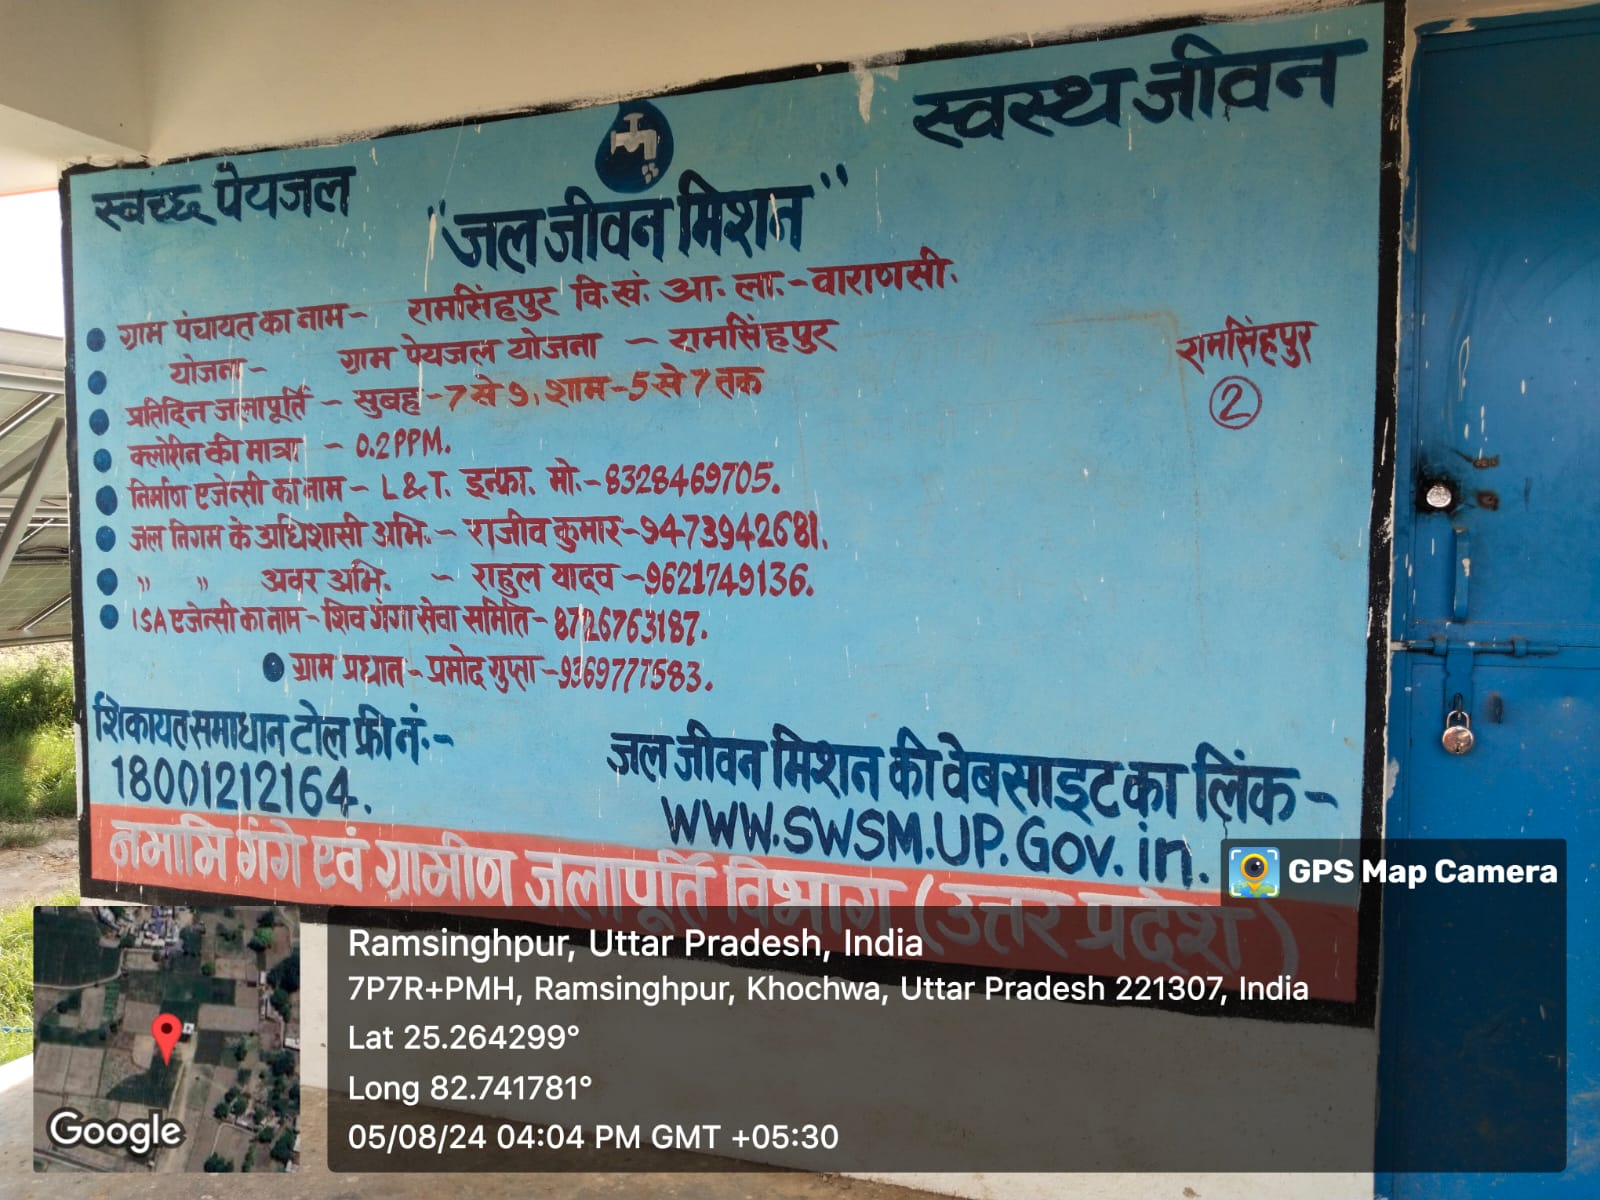 स्वच्छ पेयजल
स्वस्थ जीवन
"जल जीवन मिशन"
ग्राम पंचायत का नाम - रामसिंहपुर वि.खं. आ. ला. - वाराणसी.
योजना - ग्राम पेयजल योजना - रामसिंहपुर
प्रतिदिन जलापूर्ति - सुबह - 7 से 9, शाम - 5 से 7 तक
क्लोरीन की मात्रा - 0.2 PPM.
निर्माण एजेन्सी का नाम - L & T. इन्फ्रा. मो. - 8328469705.
जल निगम के अधिशासी अभि. - राजीव कुमार - 9473942681.
" " अवर अभि. - राहुल यादव - 9621749136.
ISA एजेन्सी का नाम - शिव गंगा सेवा समिति - 8726763187.
ग्राम प्रधान - प्रमोद गुप्ता - 9369777583.
रामसिंहपुर
2
शिकायत समाधान टोल फ्री नं. -
18001212164.
जल जीवन मिशन की वेबसाइट का लिंक -
WWW.SWSM.UP.Gov.in.
नमामि गंगे एवं ग्रामीण जलापूर्ति विभाग (उत्तर प्रदेश)
GPS Map Camera
Ramsinghpur, Uttar Pradesh, India
7P7R+PMH, Ramsinghpur, Khochwa, Uttar Pradesh 221307, India
Lat 25.264299°
Long 82.741781°
05/08/24 04:04 PM GMT +05:30
Google